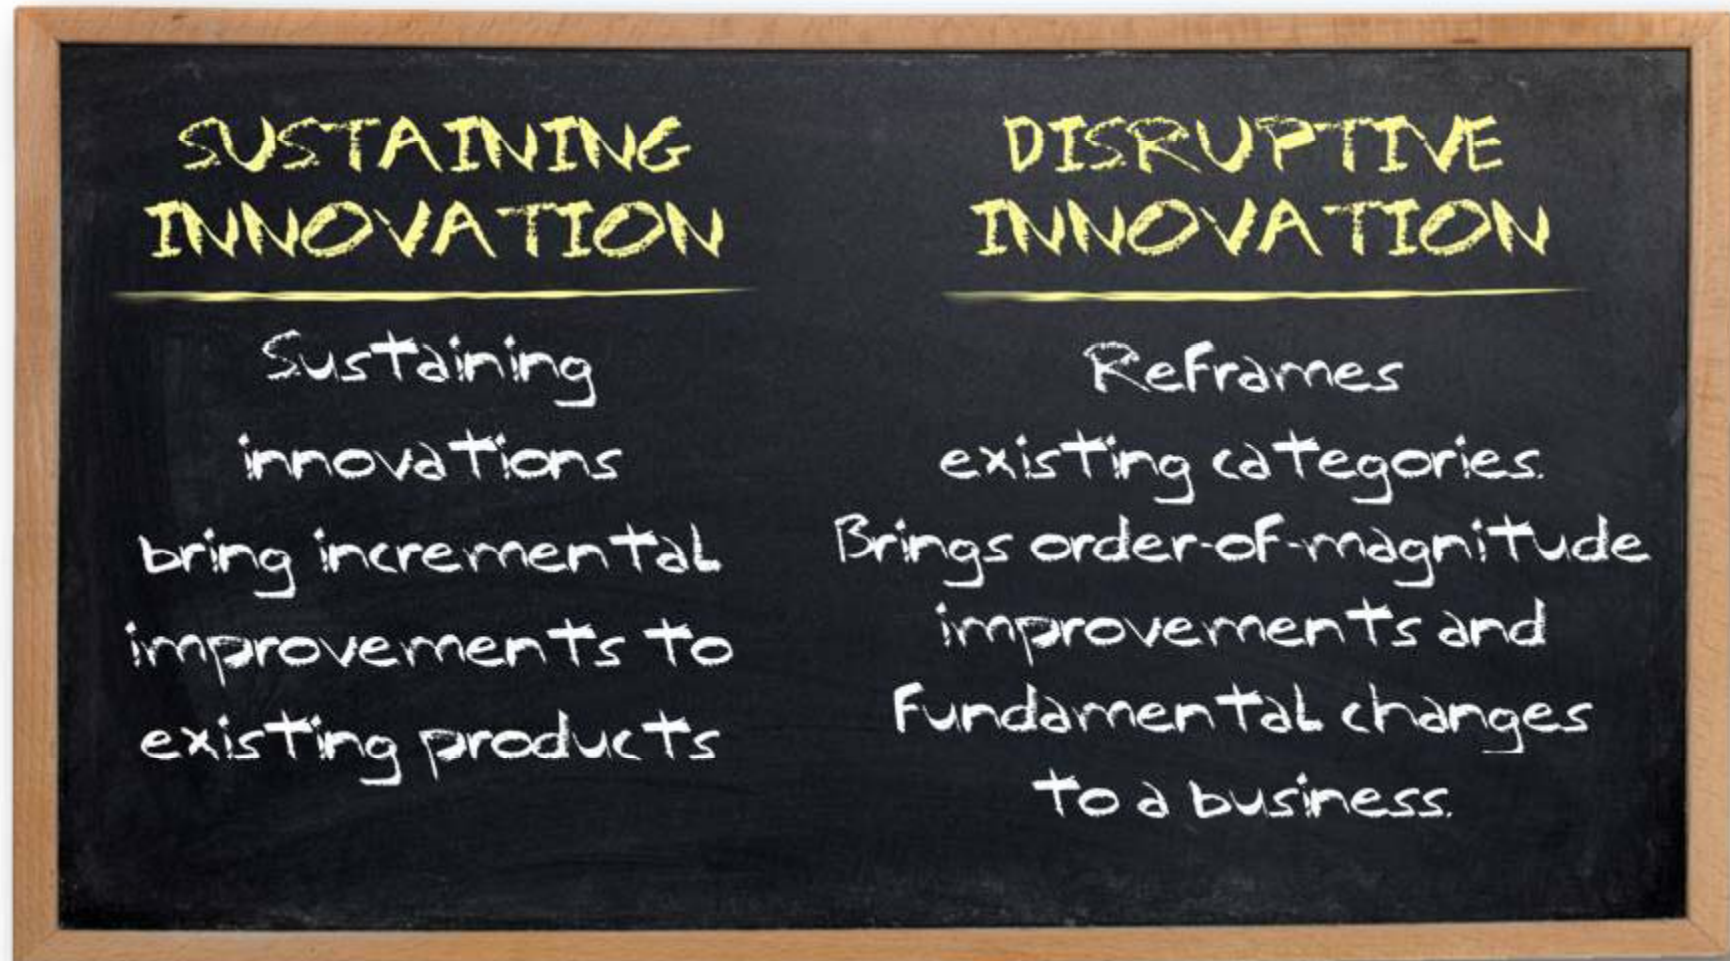 SUSTAINING
INNOVATION
Sustaining
innovations
bring incremental
improvements to
existing products
DISRUPTIVE
INNOVATION
Reframes
existing categories.
Brings order-of-magnitude
improvements and
Fundamental changes
to a business.